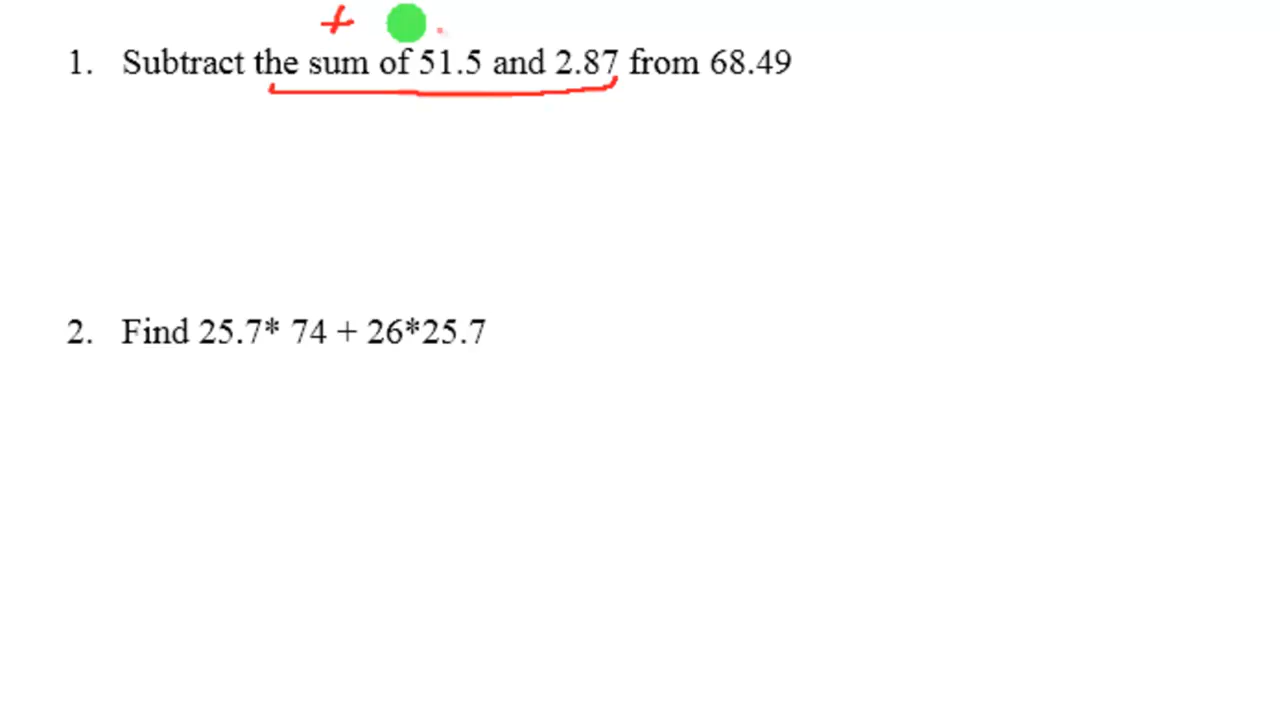 +
1. Subtract the sum of 51.5 and 2.87 from 68.49
2. Find 25.7* 74 + 26*25.7